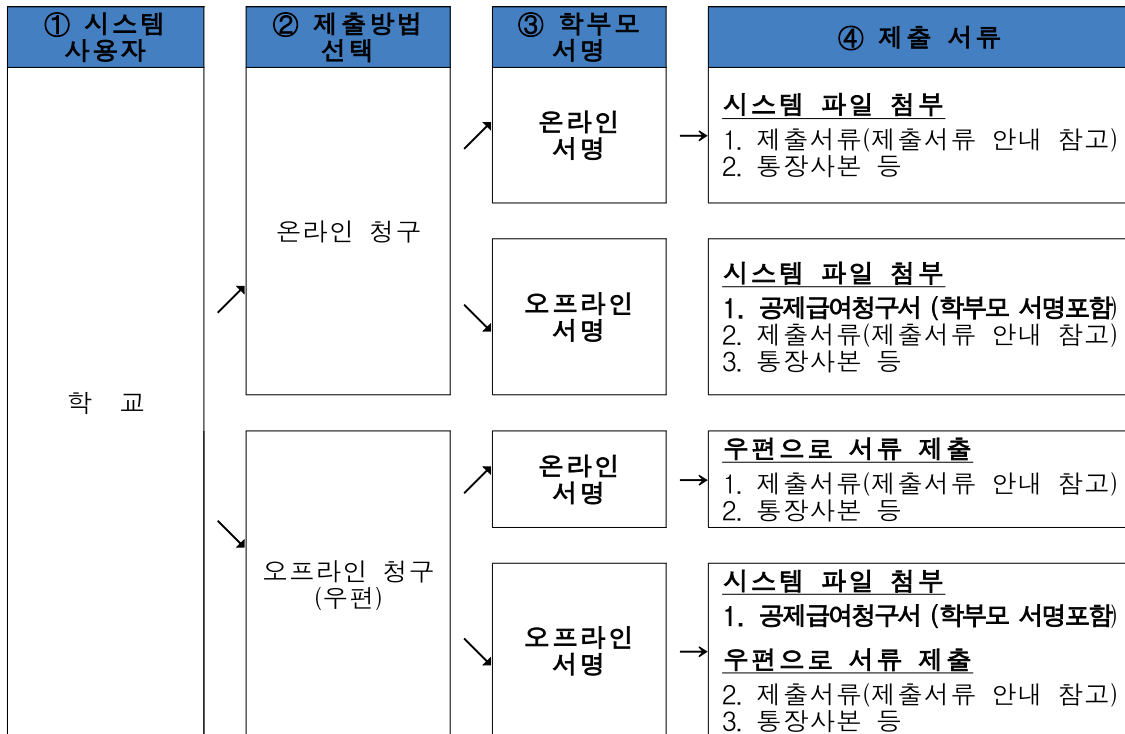 ① 시스템
사용자
② 제출방법
선택
③ 학부모
서명
④ 제출 서류
학 교
온라인 청구
온라인
서명
→
시스템 파일 첨부
1. 제출서류(제출서류 안내 참고)
2. 통장사본 등
오프라인
서명
→
시스템 파일 첨부
1. 공제급여청구서 (학부모 서명포함)
2. 제출서류(제출서류 안내 참고)
3. 통장사본 등
오프라인 청구
(우편)
온라인
서명
→
우편으로 서류 제출
1. 제출서류(제출서류 안내 참고)
2. 통장사본 등
오프라인
서명
→
시스템 파일 첨부
1. 공제급여청구서 (학부모 서명포함)
우편으로 서류 제출
2. 제출서류(제출서류 안내 참고)
3. 통장사본 등